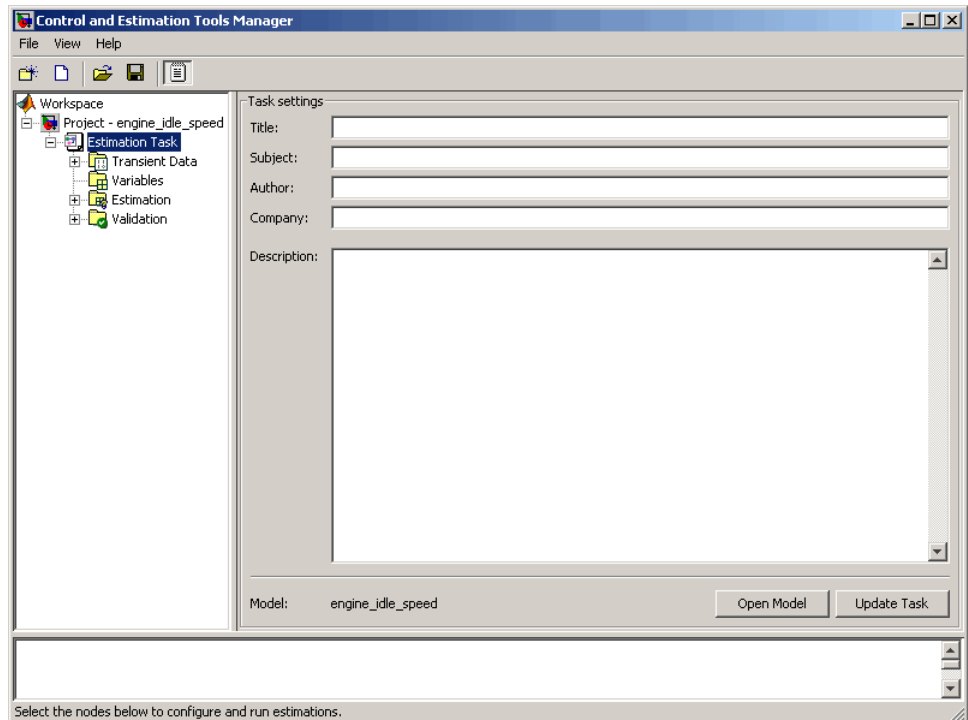 Control and Estimation Tools Manager
File View Help
Workspace
Project - engine_idle_speed
Estimation Task
Transient Data
Variables
Estimation
Validation
Task settings
Title:
Subject:
Author:
Company:
Description:
Model: engine_idle_speed
Open Model
Update Task
Select the nodes below to configure and run estimations.